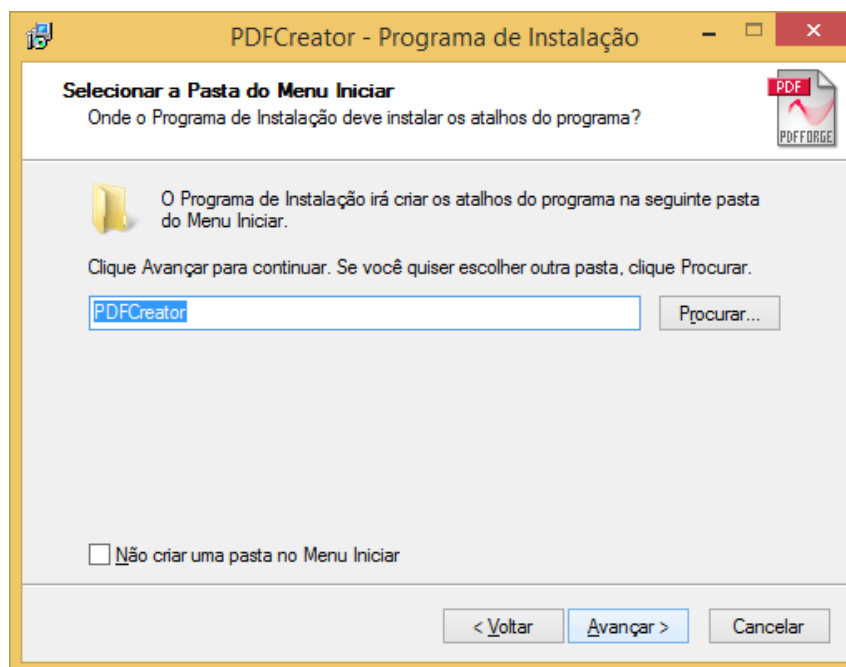 PDFCreator - Programa de Instalação
Selecionar a Pasta do Menu Iniciar
Onde o Programa de Instalação deve instalar os atalhos do programa?
PDF
PDFFORGE
O Programa de Instalação irá criar os atalhos do programa na seguinte pasta
do Menu Iniciar.
Clique Avançar para continuar. Se você quiser escolher outra pasta, clique Procurar.
PDFCreator
Procurar...
Não criar uma pasta no Menu Iniciar
< Voltar
Avançar >
Cancelar